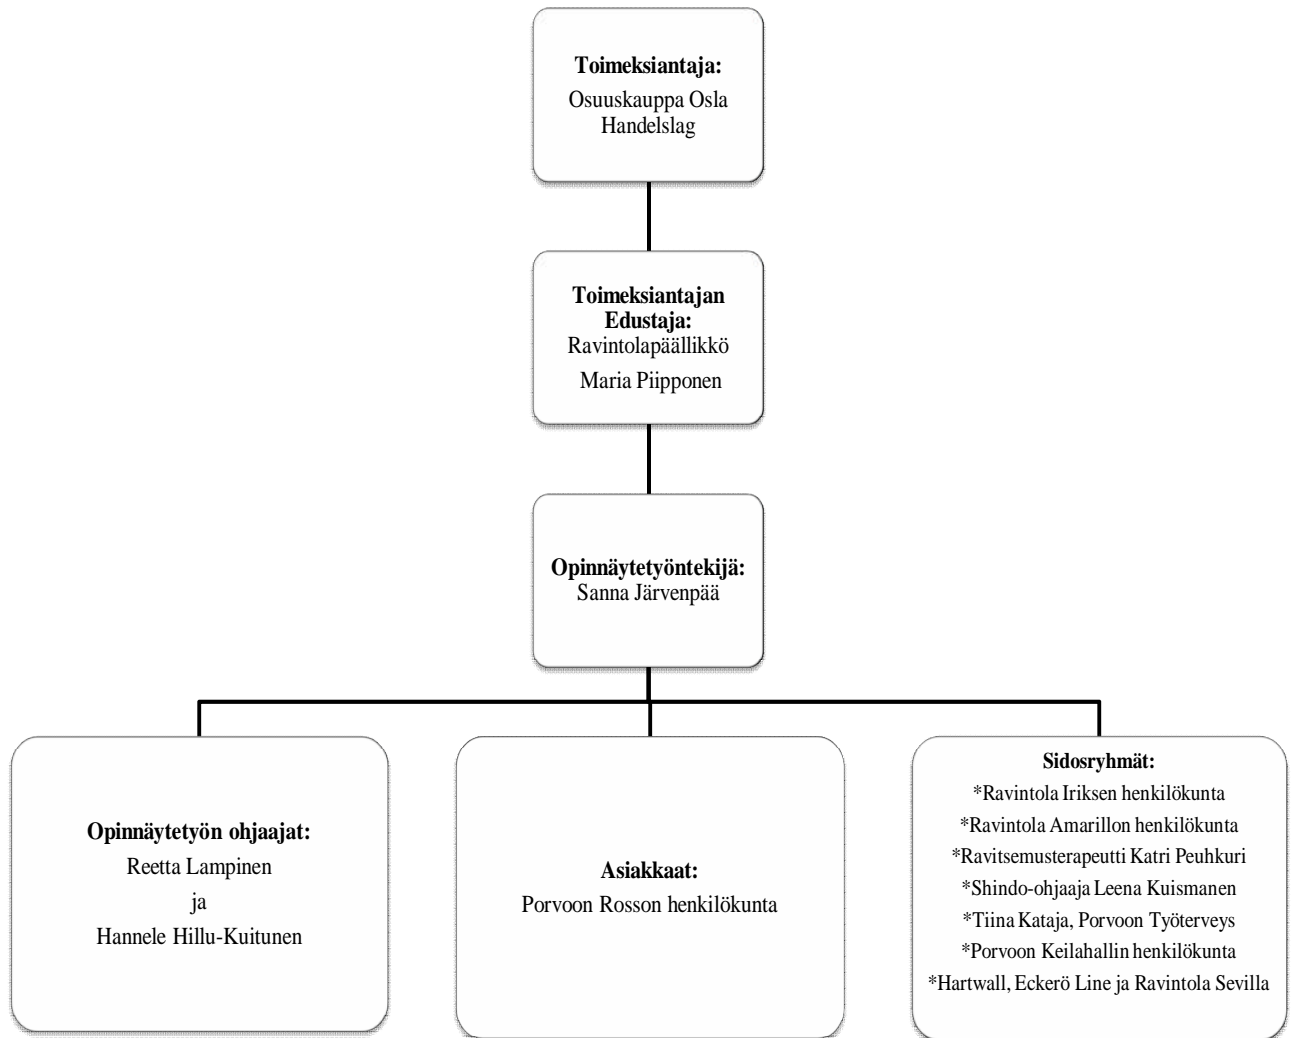 Toimeksiantaja:
Osuuskauppa Osla
Handelslag
Toimeksiantajan
Edustaja:
Ravintolapäällikkö
Maria Piipponen
Opinnäytetyöntekijä:
Sanna Järvenpää
Opinnäytetyön ohjaajat:
Reetta Lampinen
ja
Hannele Hillu-Kuitunen
Asiakkaat:
Porvoon Rosson henkilökunta
Sidosryhmät:
*Ravintola Iriksen henkilökunta
*Ravintola Amarillon henkilökunta
*Ravitsemusterapeutti Katri Peuhkuri
*Shindo-ohjaaja Leena Kuismanen
*Tiina Kataja, Porvoon Työterveys
*Porvoon Keilahallin henkilökunta
*Hartwall, Eckerö Line ja Ravintola Sevilla